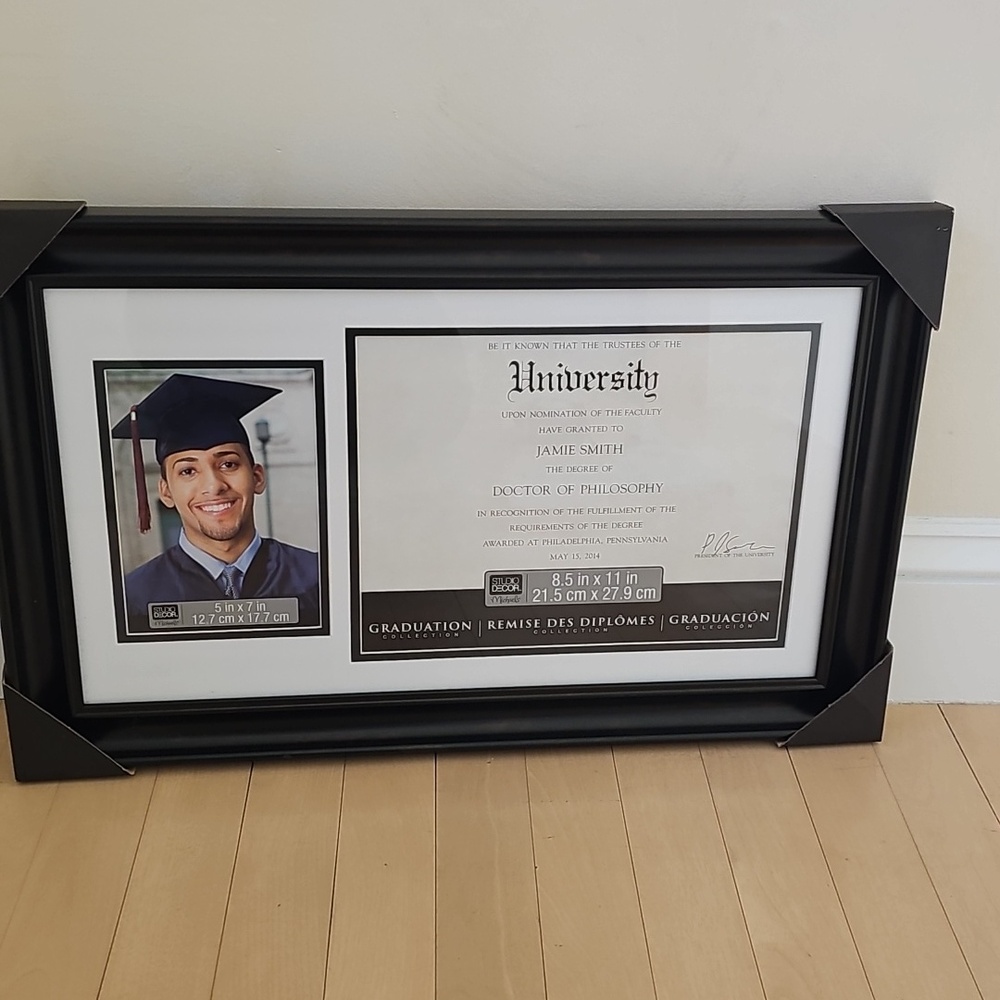 BE IT KNOWN THAT THE TRUSTEES OF THE
University
UPON NOMINATION OF THE FACULTY
HAVE GRANTED TO
JAMIE SMITH
THE DEGREE OF
DOCTOR OF PHILOSOPHY
IN RECOGNITION OF THE FULFILLMENT OF THE
REQUIREMENTS OF THE DEGREE
AWARDED AT PHILADELPHIA, PENNSYLVANIA
MAY 15, 2014
PRESIDENT OF THE UNIVERSITY
STUDIO DECOR
Michaels
8.5 in x 11 in
21.5 cm x 27.9 cm
GRADUATION COLLECTION | REMISE DES DIPLÔMES COLLECTION | GRADUACIÓN COLECCIÓN
STUDIO DECOR
Michaels
5 in x 7 in
12.7 cm x 17.7 cm